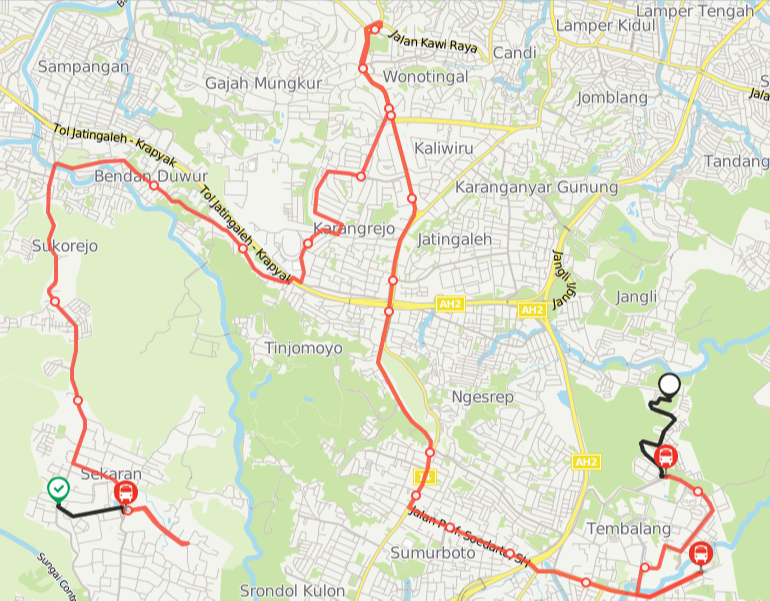 Lamper Tengah
Lamper Kidul
Jalan Kawi Raya
Candi
Sampangan
Gajah Mungkur
Wonotingal
Jomblang
Tol Jatingaleh - Krapyak
Kaliwiru
Tandang
Bendan Duwur
Tol Jatingaleh - Krapyak
Karanganyar Gunung
Karangrejo
Jatingaleh
Sukorejo
Jangli
AH2
AH2
Tinjomoyo
Ngesrep
AH2
Sekaran
Jalan Prof. Soedarto, SH
Tembalang
Sumurboto
Srondol Kulon